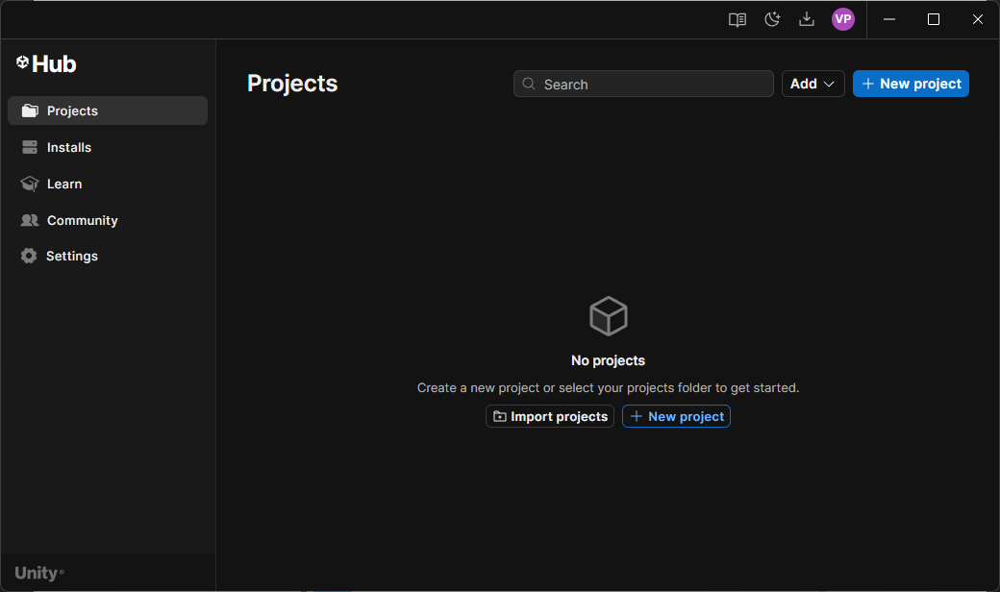 VP
Hub
Projects
Installs
Learn
Community
Settings
Unity®
Projects
Search
Add
+ New project
No projects
Create a new project or select your projects folder to get started.
Import projects
+ New project